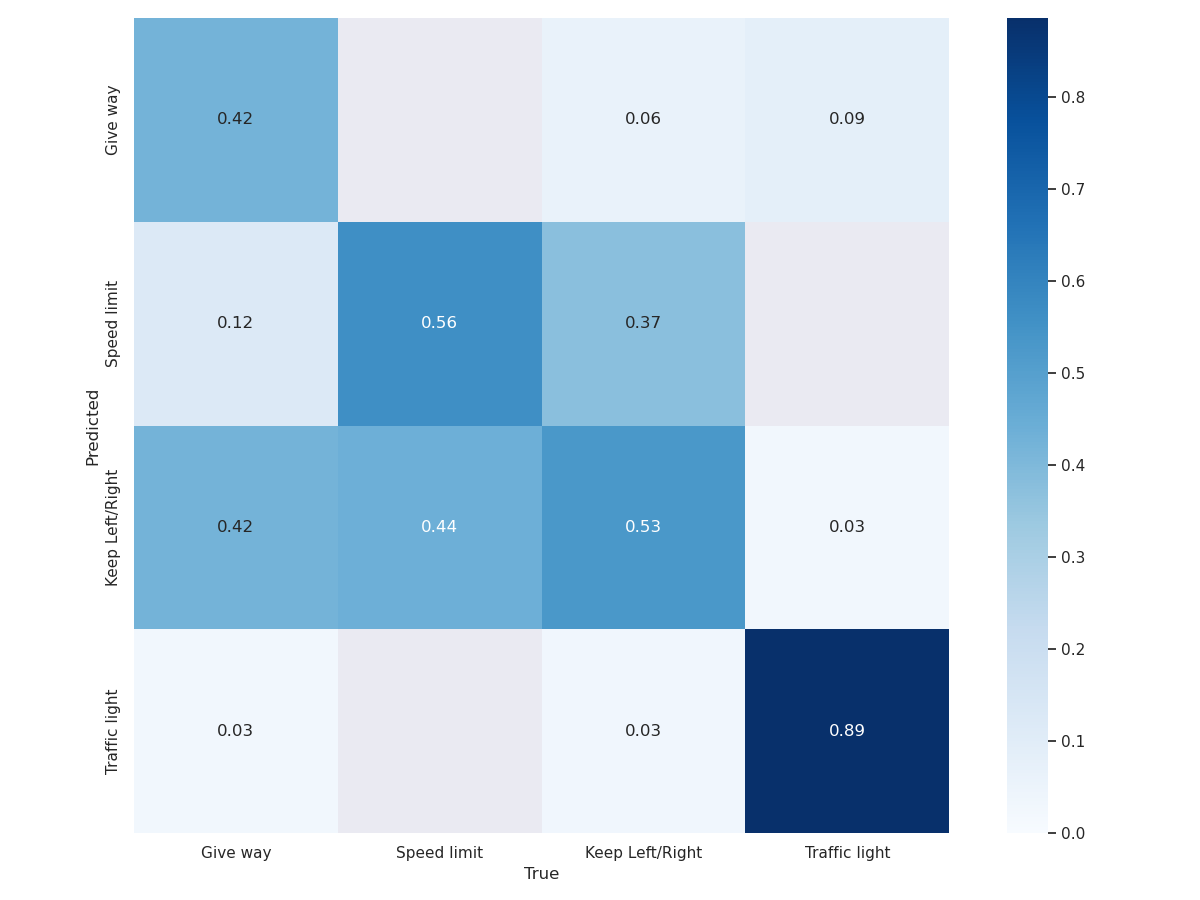 Predicted
Give way
Speed limit
Keep Left/Right
Traffic light
0.42
0.06
0.09
0.12
0.56
0.37
0.42
0.44
0.53
0.03
0.03
0.03
0.89
Give way
Speed limit
Keep Left/Right
Traffic light
True
0.8
0.7
0.6
0.5
0.4
0.3
0.2
0.1
0.0